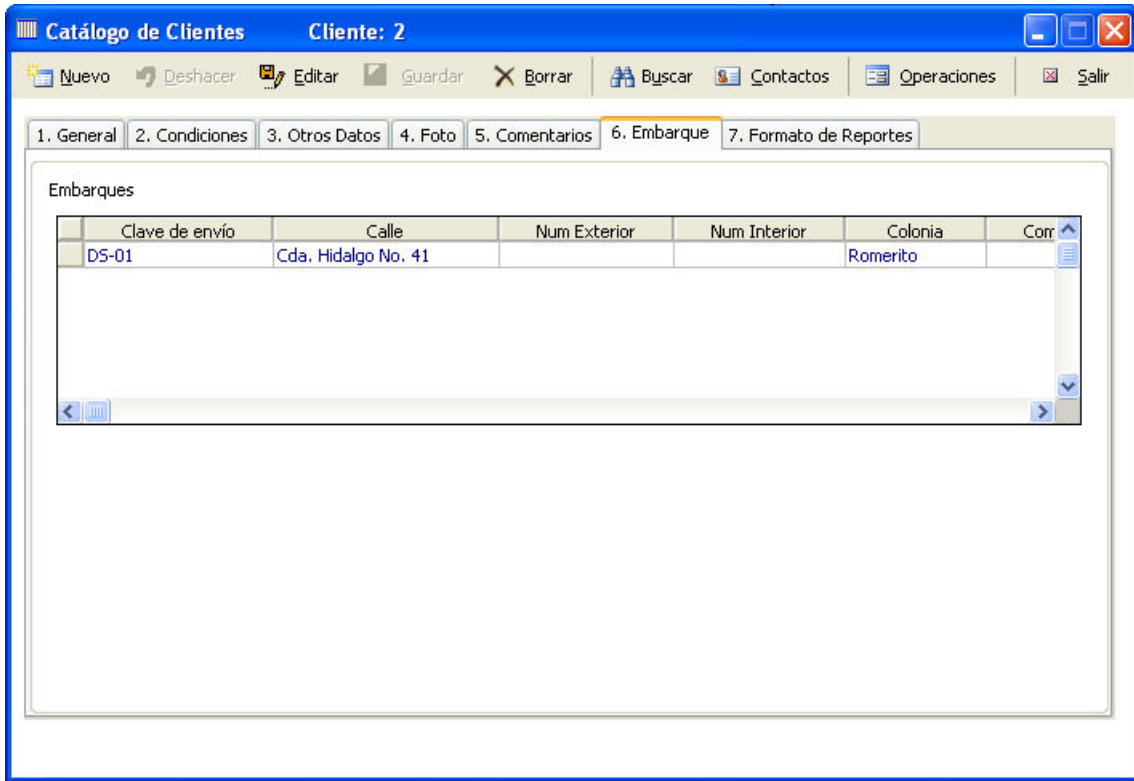 Catálogo de Clientes Cliente: 2
Nuevo Deshacer Editar Guardar Borrar Buscar Contactos Operaciones Salir
1. General 2. Condiciones 3. Otros Datos 4. Foto 5. Comentarios 6. Embarque 7. Formato de Reportes
Embarques
Clave de envío Calle Num Exterior Num Interior Colonia Com
DS-01 Cda. Hidalgo No. 41 Romerito